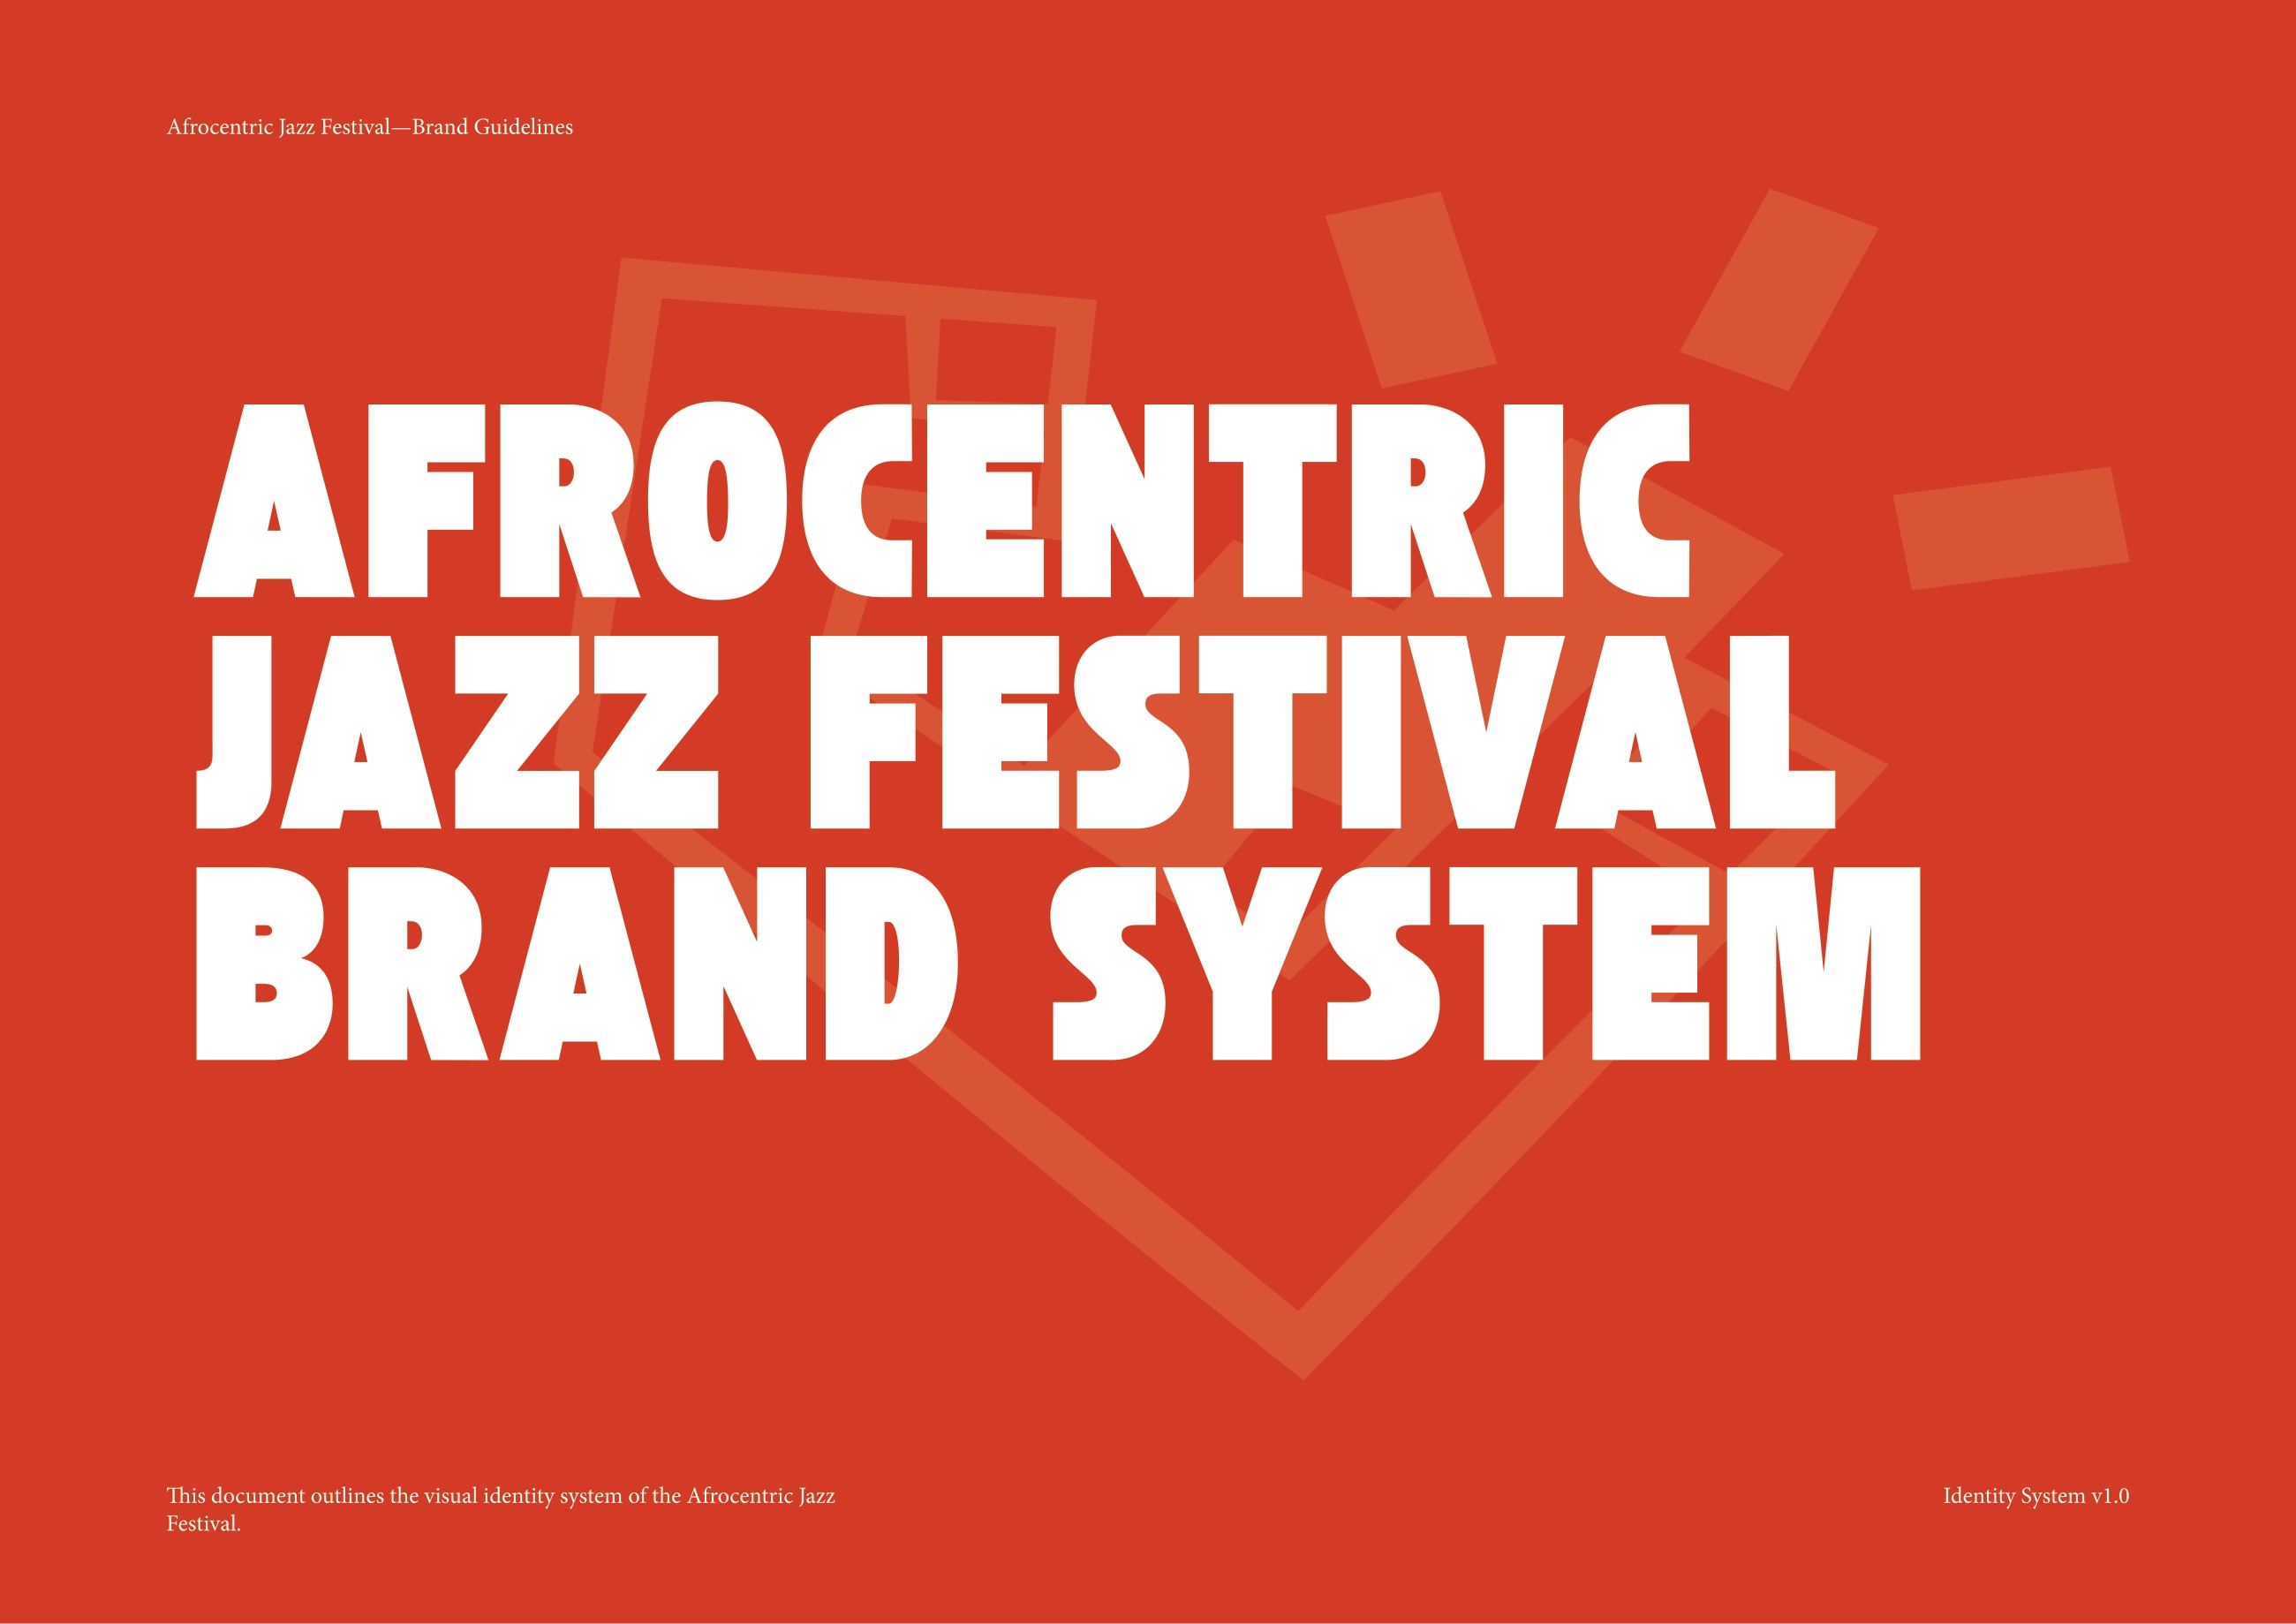 Afrocentric Jazz Festival—Brand Guidelines
AFROCENTRIC
JAZZ FESTIVAL
BRAND SYSTEM
This document outlines the visual identity system of the Afrocentric Jazz
Festival.
Identity System v1.0